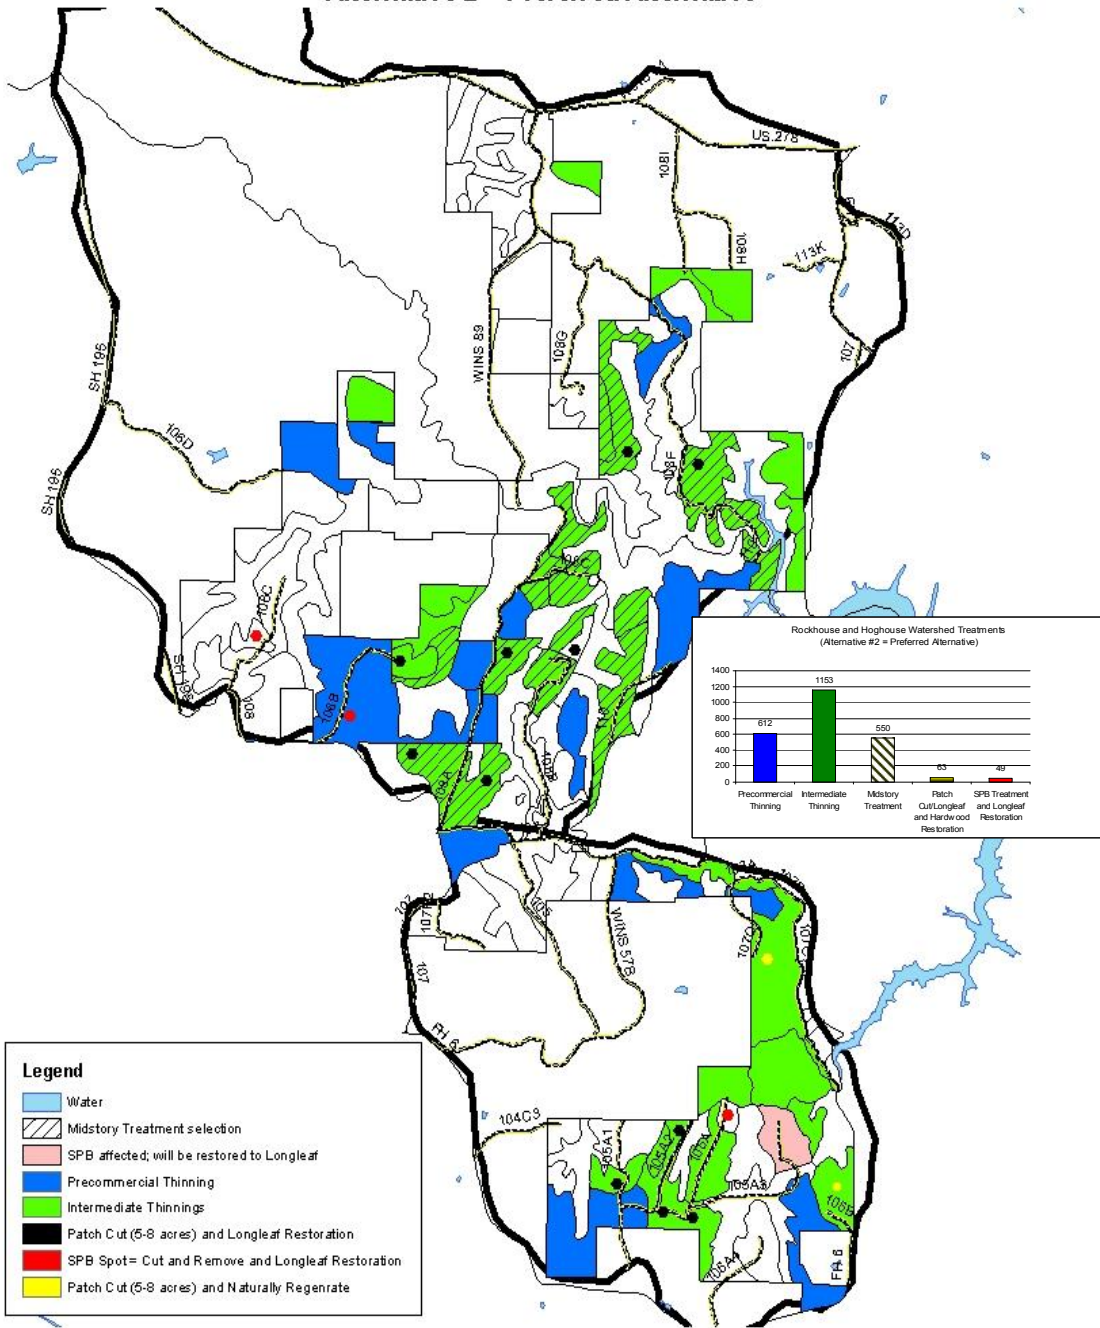 US 278
108I
108H
113D
113K
107
WINS 89
108G
SH 195
106D
SH 195
108F
108C
SH 195
108
108B
108A
Rockhouse and Hoghouse Watershed Treatments
(Alternative #2 = Preferred Alternative)
1400
1200
1000
800
600
400
200
0
612
1153
550
63
49
Precommercial
Thinning
Intermediate
Thinning
Midstory
Treatment
Patch
Cut/Longleaf
and Hardwood
Restoration
SPB Treatment
and Longleaf
Restoration
105
WINS 57B
107
FH 6
104C3
105A1
105A2
105A
105A3
105B
FH 6
Legend
Water
Midstory Treatment selection
SPB affected; will be restored to Longleaf
Precommercial Thinning
Intermediate Thinnings
Patch Cut (5-8 acres) and Longleaf Restoration
SPB Spot= Cut and Remove and Longleaf Restoration
Patch Cut (5-8 acres) and Naturally Regenrate